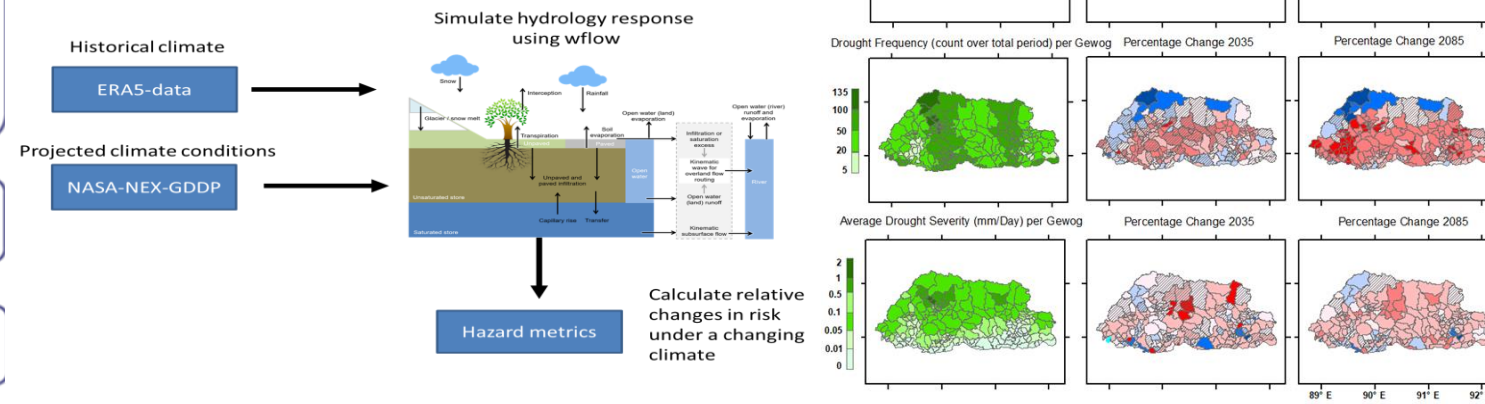 Simulate hydrology response
using wflow
Historical climate
ERA5-data
Projected climate conditions
NASA-NEX-GDDP
Snow
Interception
Rainfall
Glacier / snow melt
Transpiration
Soil
evaporation
Open water (land)
evaporation
Open water (river)
runoff and
evaporation
Unpaved
Paved
Infiltration or
saturation
excess
Kinematic
wave for
overland flow
routing
Unpaved and
paved infiltration
Open
water
River
Open water
(land) runoff
Unsaturated store
Capillary rise
Transfer
Saturated store
Kinematic
subsurface flow
Hazard metrics
Calculate relative
changes in risk
under a changing
climate
Drought Frequency (count over total period) per Gewog
Percentage Change 2035
Percentage Change 2085
135
100
50
20
5
Average Drought Severity (mm/Day) per Gewog
Percentage Change 2035
Percentage Change 2085
2
1
0.5
0.1
0.05
0.01
0
89° E
90° E
91° E
92°